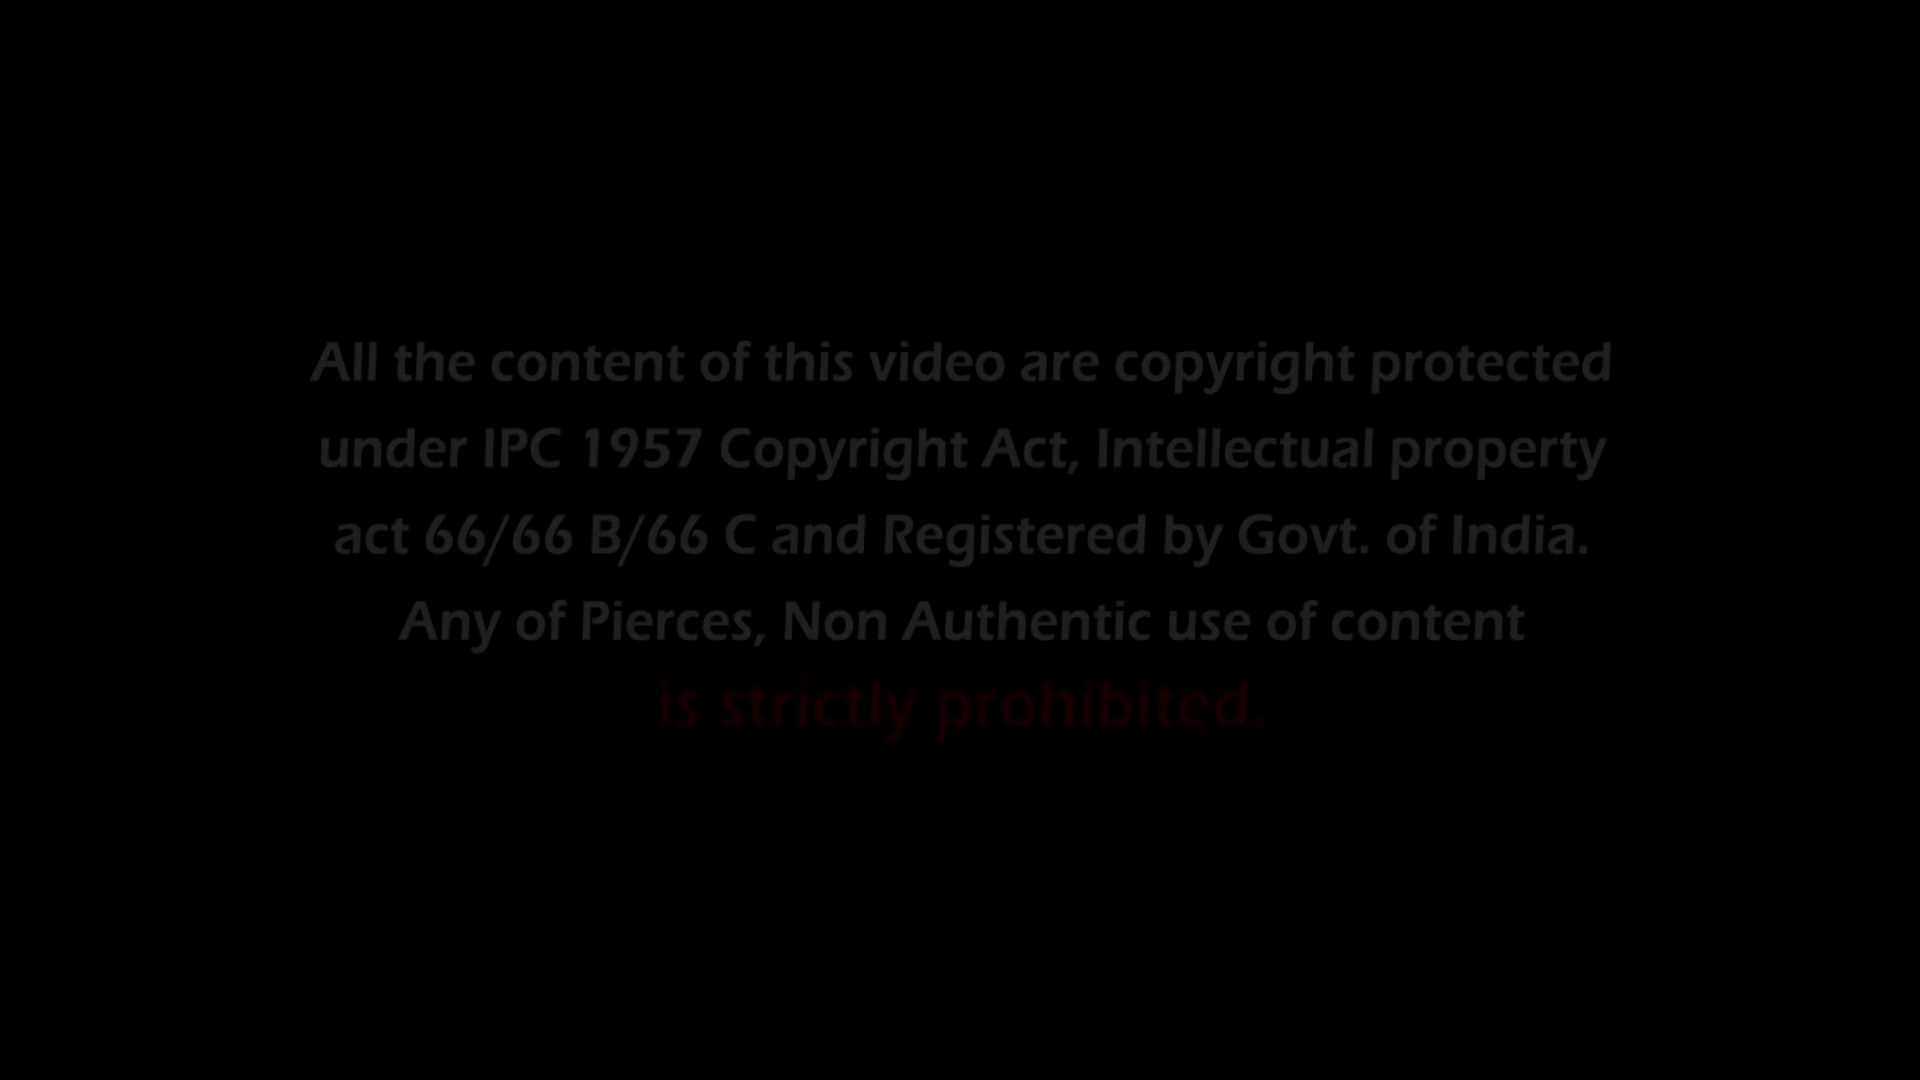 All the content of this video are copyright protected
under IPC 1957 Copyright Act, Intellectual property
act 66/66 B/66 C and Registered by Govt. of India.
Any of Pierces, Non Authentic use of content
is strictly prohibited.